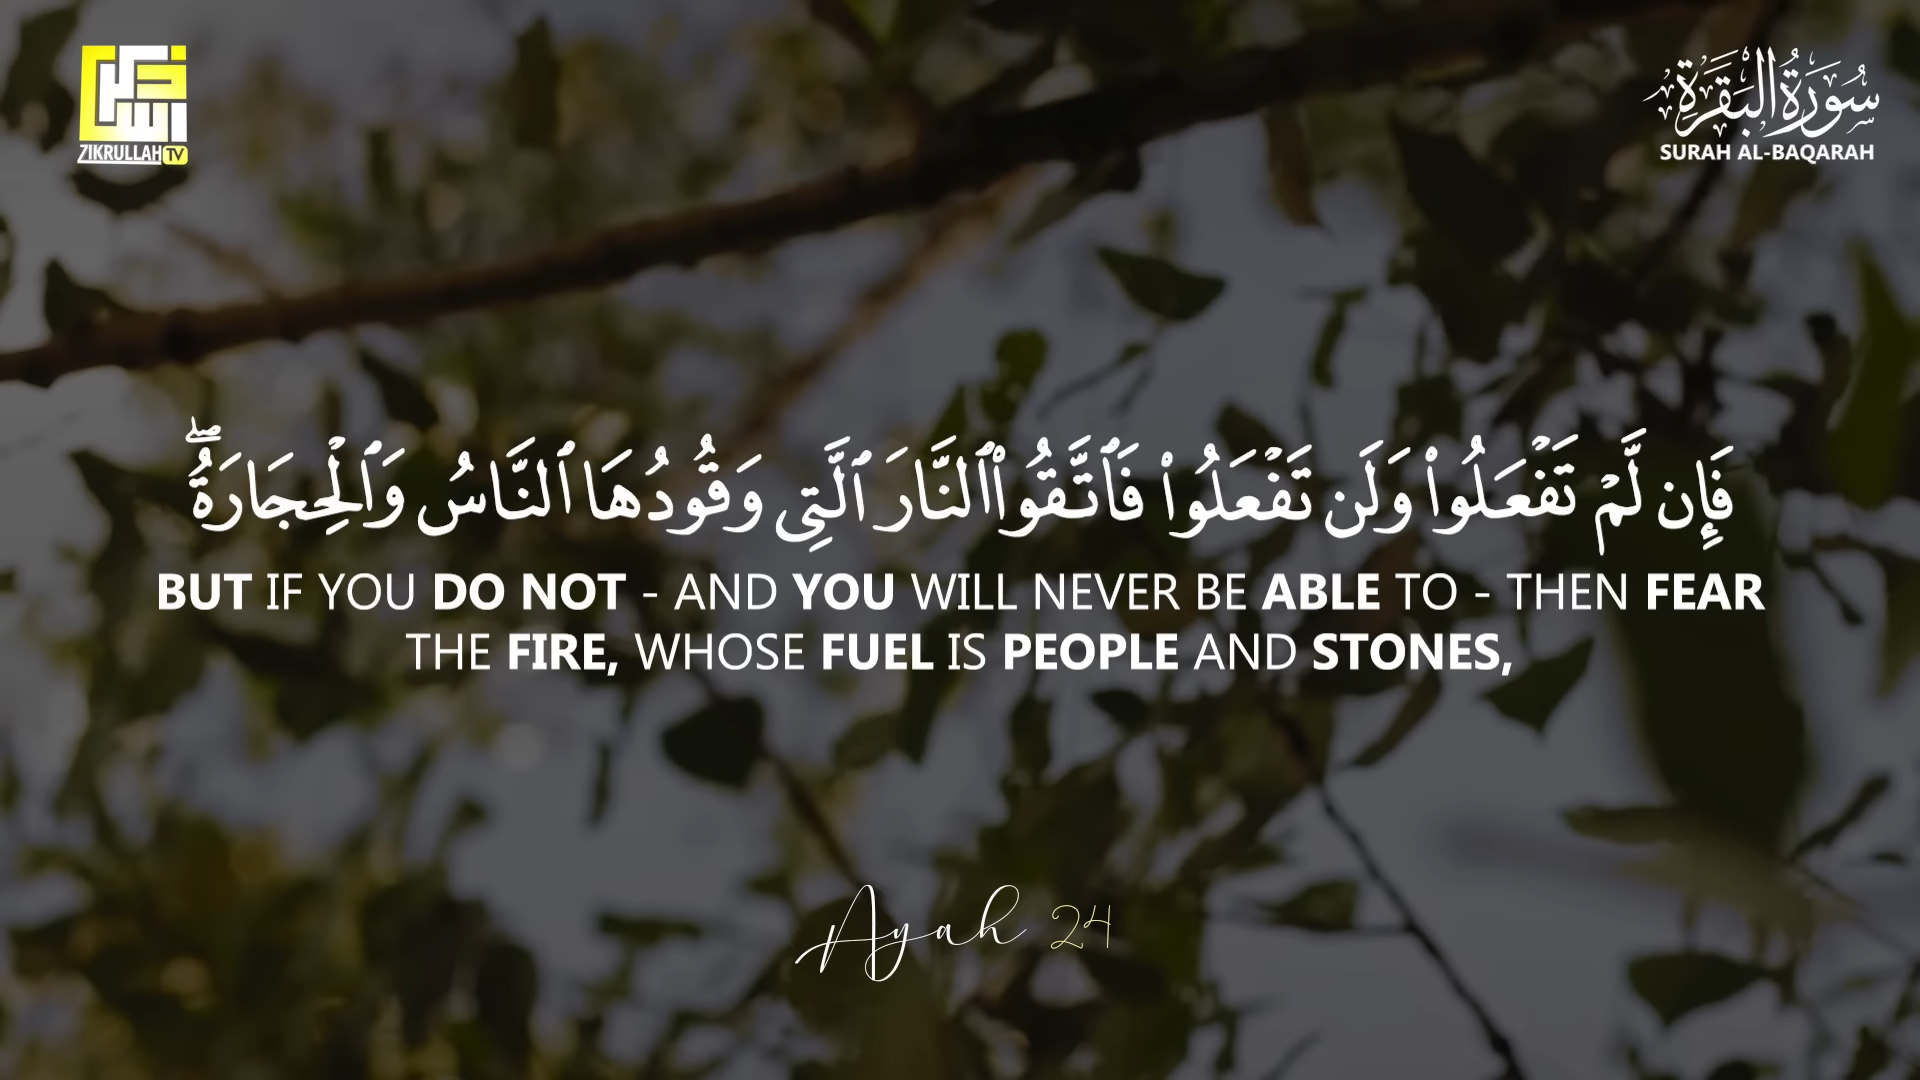 ذكر الله
ZIKRULLAH TV
سُورَةُ البَقَرَةِ
SURAH AL-BAQARAH
فَإِن لَّمْ تَفْعَلُوا۟ وَلَن تَفْعَلُوا۟ فَٱتَّقُوا۟ ٱلنَّارَ ٱلَّتِى وَقُودُهَا ٱلنَّاسُ وَٱلْحِجَارَةُ ۖ
BUT IF YOU DO NOT - AND YOU WILL NEVER BE ABLE TO - THEN FEAR
THE FIRE, WHOSE FUEL IS PEOPLE AND STONES,
Ayah 24